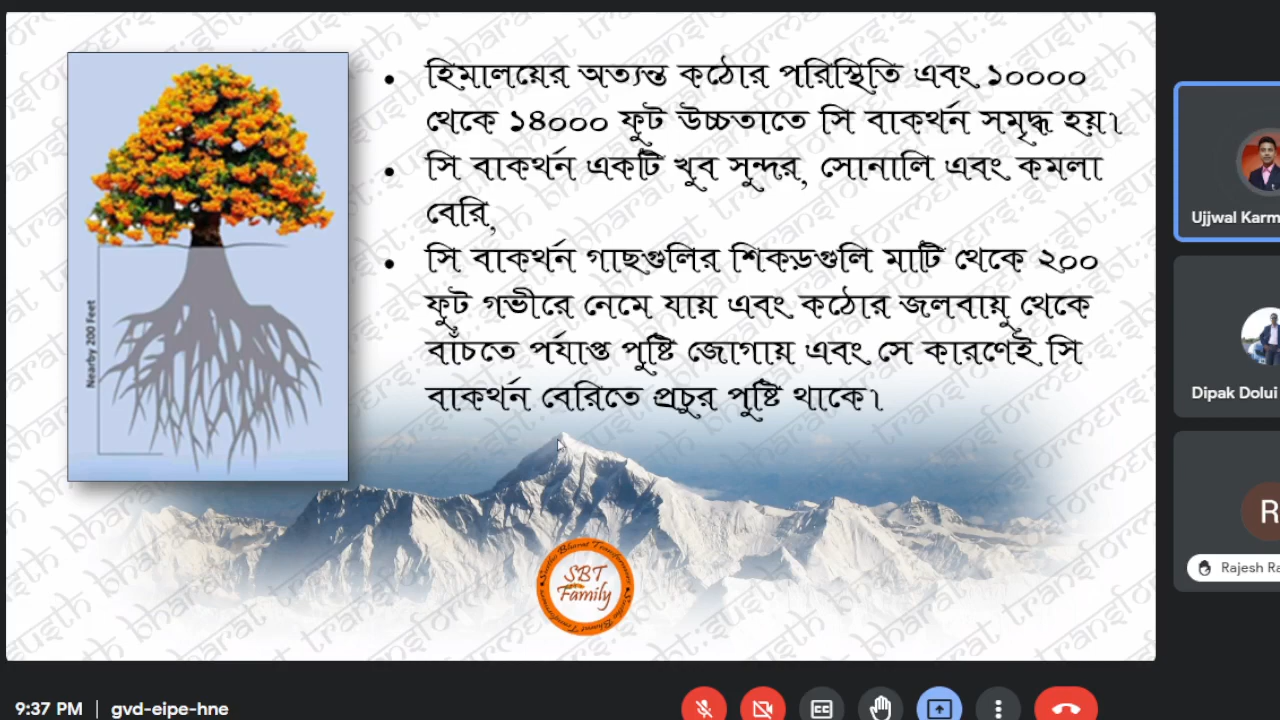 • হিমালয়ের অত্যন্ত কঠোর পরিস্থিতি এবং ১০০০০
থেকে ১৪০০০ ফুট উচ্চতাতে সি বাকথর্ন সমৃদ্ধ হয়।
• সি বাকথর্ন একটি খুব সুন্দর, সোনালি এবং কমলা
বেরি,
• সি বাকথর্ন গাছগুলির শিকড়গুলি মাটি থেকে ২০০
ফুট গভীরে নেমে যায় এবং কঠোর জলবায়ু থেকে
বাঁচতে পর্যাপ্ত পুষ্টি জোগায় এবং সে কারণেই সি
বাকথর্ন বেরিতে প্রচুর পুষ্টি থাকে।
Nearby 200 Feet
SBT
Family
Ujjwal Karm
Dipak Dolui
R
Rajesh Ra
9:37 PM | gvd-eipe-hne
CC